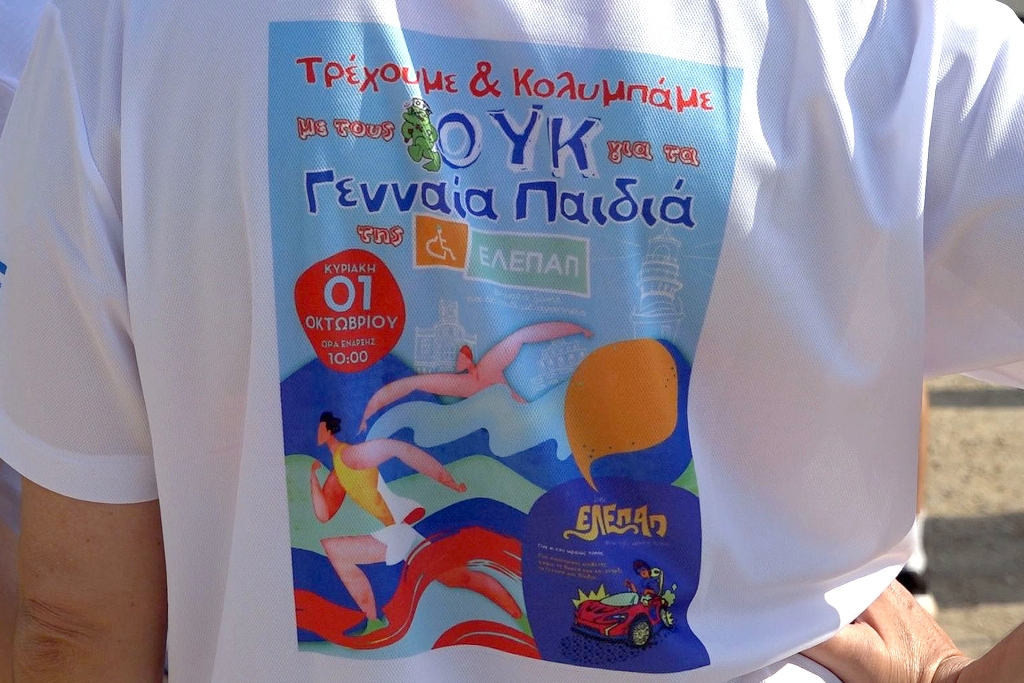 Τρέχουμε & Κολυμπάμε
με τους ΟΥΚ για τα
Γενναία Παιδιά
της ΕΛΕΠΑΠ
ΚΥΡΙΑΚΗ
01
ΟΚΤΩΒΡΙΟΥ
ΩΡΑ ΕΝΑΡΞΗΣ
10:00
ΕΛΕΠΑΠ